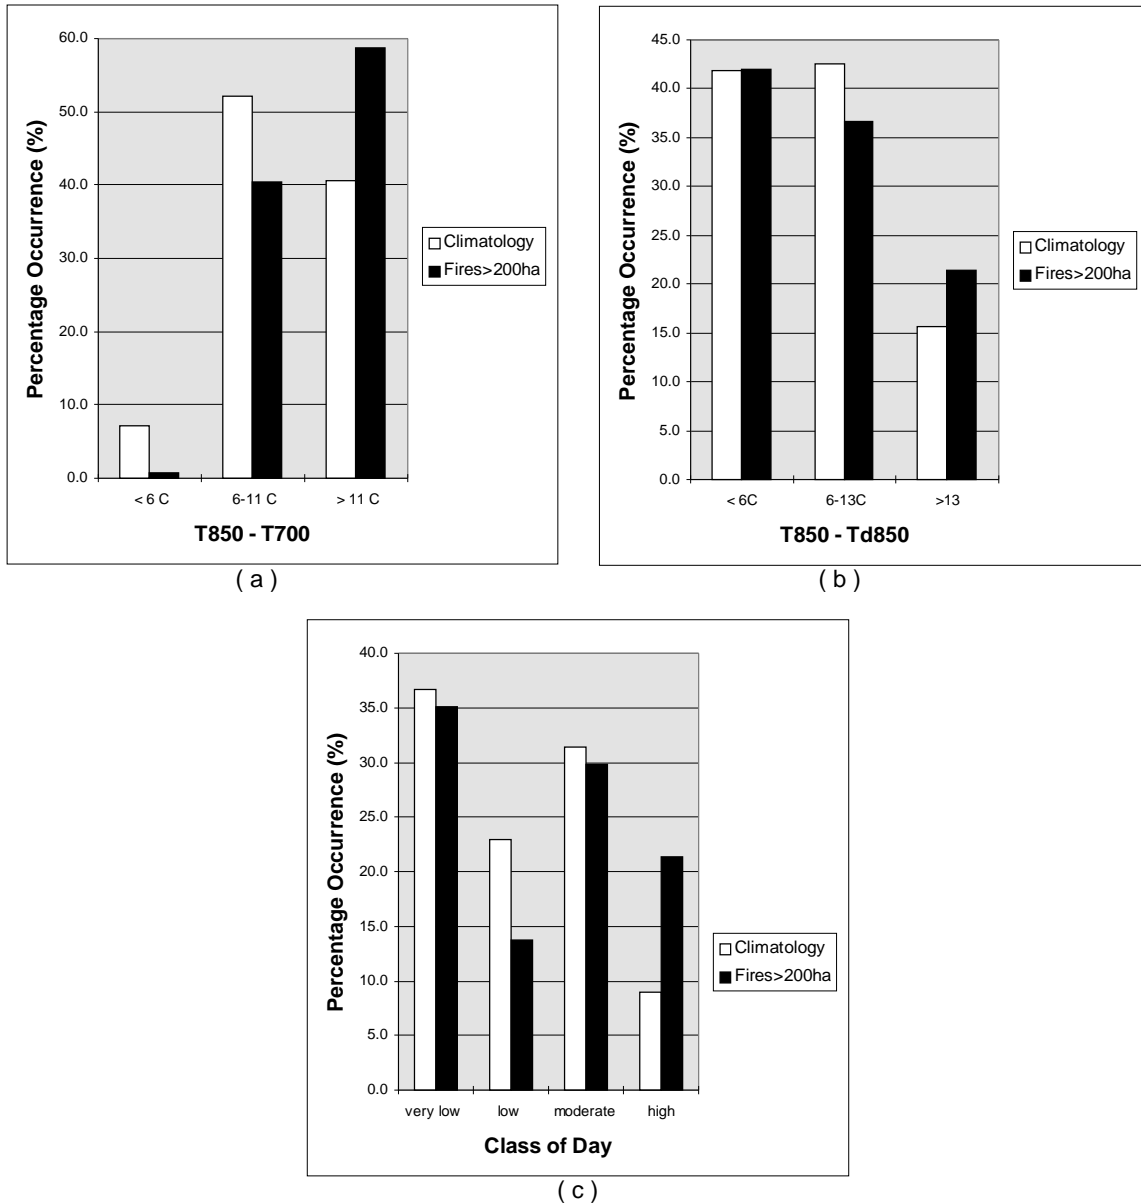 60.0
50.0
40.0
30.0
20.0
10.0
0.0
Percentage Occurrence (%)
< 6 C 6-11 C > 11 C
T850 - T700
Climatology
Fires>200ha
( a )
45.0
40.0
35.0
30.0
25.0
20.0
15.0
10.0
5.0
0.0
Percentage Occurrence (%)
< 6C 6-13C >13
T850 - Td850
Climatology
Fires>200ha
( b )
40.0
35.0
30.0
25.0
20.0
15.0
10.0
5.0
0.0
Percentage Occurrence (%)
very low low moderate high
Class of Day
Climatology
Fires>200ha
( c )